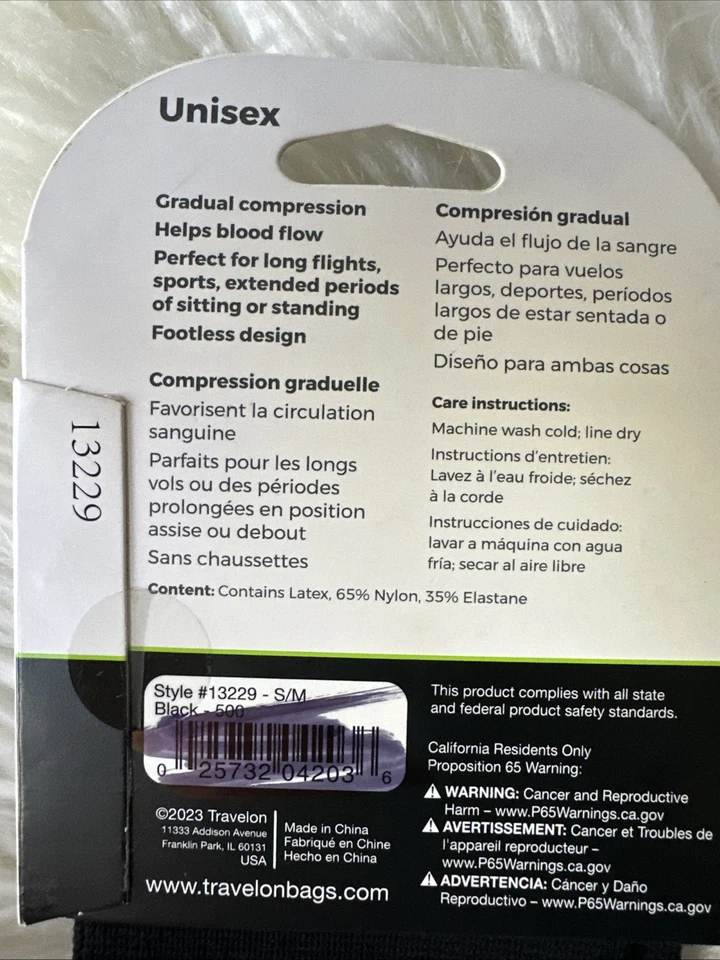 Unisex
Gradual compression
Helps blood flow
Perfect for long flights,
sports, extended periods
of sitting or standing
Footless design
Compression graduelle
Favorisent la circulation
sanguine
Parfaits pour les longs
vols ou des périodes
prolongées en position
assise ou debout
Sans chaussettes
Compresión gradual
Ayuda el flujo de la sangre
Perfecto para vuelos
largos, deportes, períodos
largos de estar sentada o
de pie
Diseño para ambas cosas
Care instructions:
Machine wash cold; line dry
Instructions d'entretien:
Lavez à l'eau froide; séchez
à la corde
Instrucciones de cuidado:
lavar a máquina con agua
fría; secar al aire libre
Content: Contains Latex, 65% Nylon, 35% Elastane
13229
Style #13229 - S/M
Black - 500
0 25732 04203 6
©2023 Travelon
11333 Addison Avenue
Franklin Park, IL 60131
USA
Made in China
Fabriqué en Chine
Hecho en China
www.travelonbags.com
This product complies with all state
and federal product safety standards.
California Residents Only
Proposition 65 Warning:
WARNING: Cancer and Reproductive
Harm – www.P65Warnings.ca.gov
AVERTISSEMENT: Cancer et Troubles de
l'appareil reproducteur –
www.P65Warnings.ca.gov
ADVERTENCIA: Cáncer y Daño
Reproductivo – www.P65Warnings.ca.gov